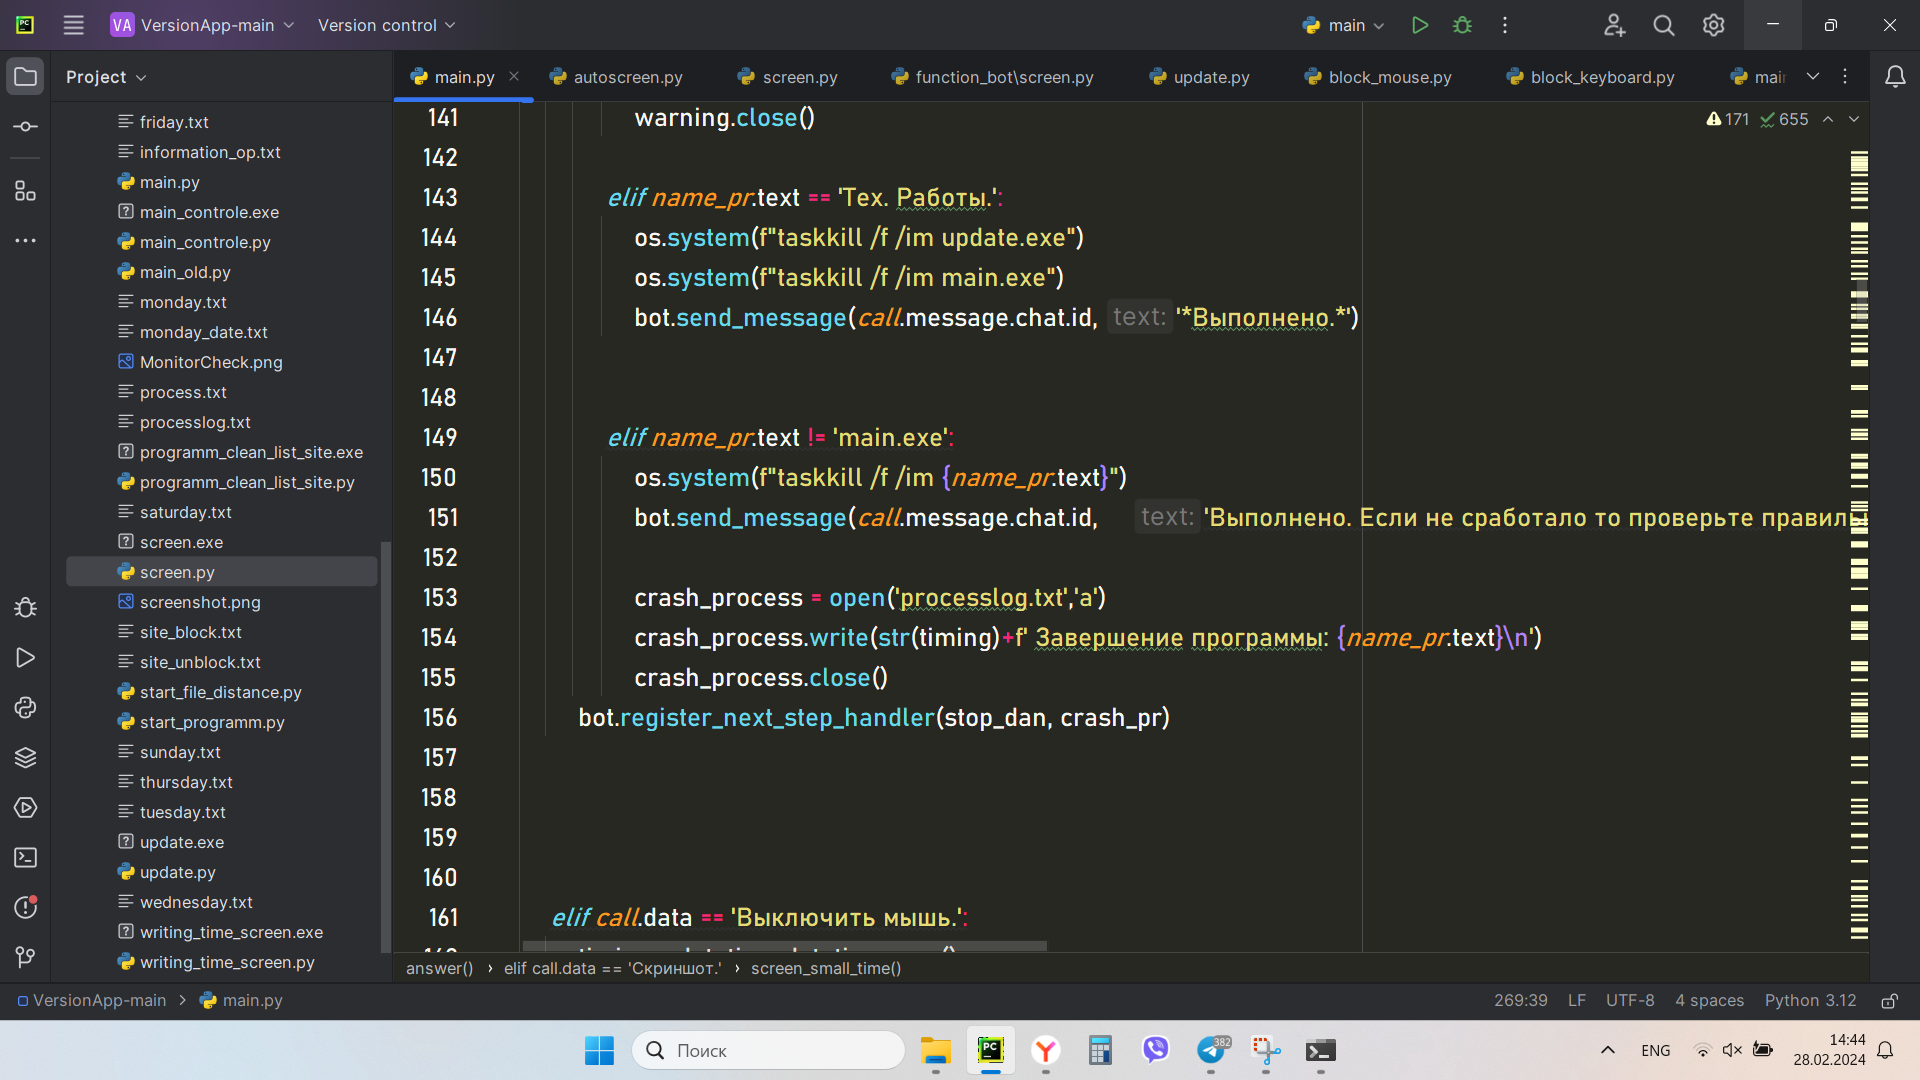 VA VersionApp-main Version control main
Project
main.py autoscreen.py screen.py function_bot\screen.py update.py block_mouse.py block_keyboard.py mai
friday.txt
information_op.txt
main.py
main_controle.exe
main_controle.py
main_old.py
monday.txt
monday_date.txt
MonitorCheck.png
process.txt
processlog.txt
programm_clean_list_site.exe
programm_clean_list_site.py
saturday.txt
screen.exe
screen.py
screenshot.png
site_block.txt
site_unblock.txt
start_file_distance.py
start_programm.py
sunday.txt
thursday.txt
tuesday.txt
update.exe
update.py
wednesday.txt
writing_time_screen.exe
writing_time_screen.py
171 655
141 warning.close()
142
143 elif name_pr.text == 'Тех. Работы.':
144 os.system(f"taskkill /f /im update.exe")
145 os.system(f"taskkill /f /im main.exe")
146 bot.send_message(call.message.chat.id, text: '*Выполнено.*')
147
148
149 elif name_pr.text != 'main.exe':
150 os.system(f"taskkill /f /im {name_pr.text}")
151 bot.send_message(call.message.chat.id, text: 'Выполнено. Если не сработало то проверьте правиль
152
153 crash_process = open('processlog.txt','a')
154 crash_process.write(str(timing)+f' Завершение программы: {name_pr.text}\n')
155 crash_process.close()
156 bot.register_next_step_handler(stop_dan, crash_pr)
157
158
159
160
161 elif call.data == 'Выключить мышь.':
answer() › elif call.data == 'Скриншот.' › screen_small_time()
VersionApp-main > main.py 269:39 LF UTF-8 4 spaces Python 3.12
Поиск
PC
382
ENG
14:44
28.02.2024